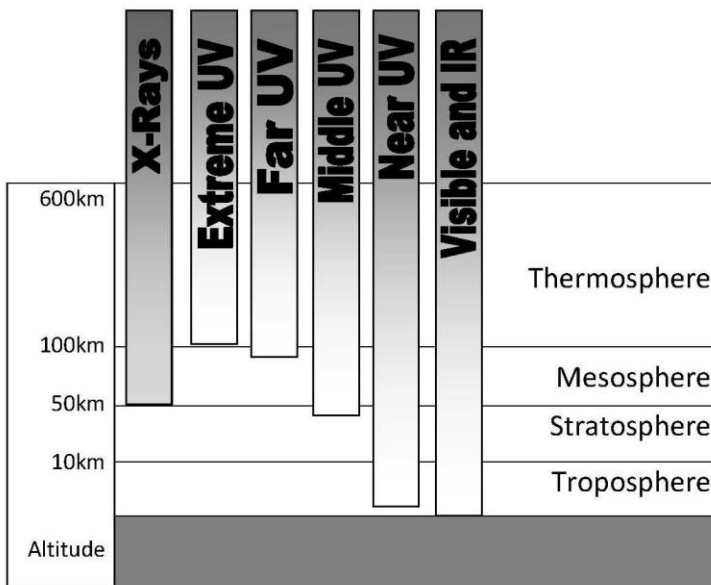 X-Rays
Extreme UV
Far UV
Middle UV
Near UV
Visible and IR
600km
Thermosphere
100km
Mesosphere
50km
Stratosphere
10km
Troposphere
Altitude